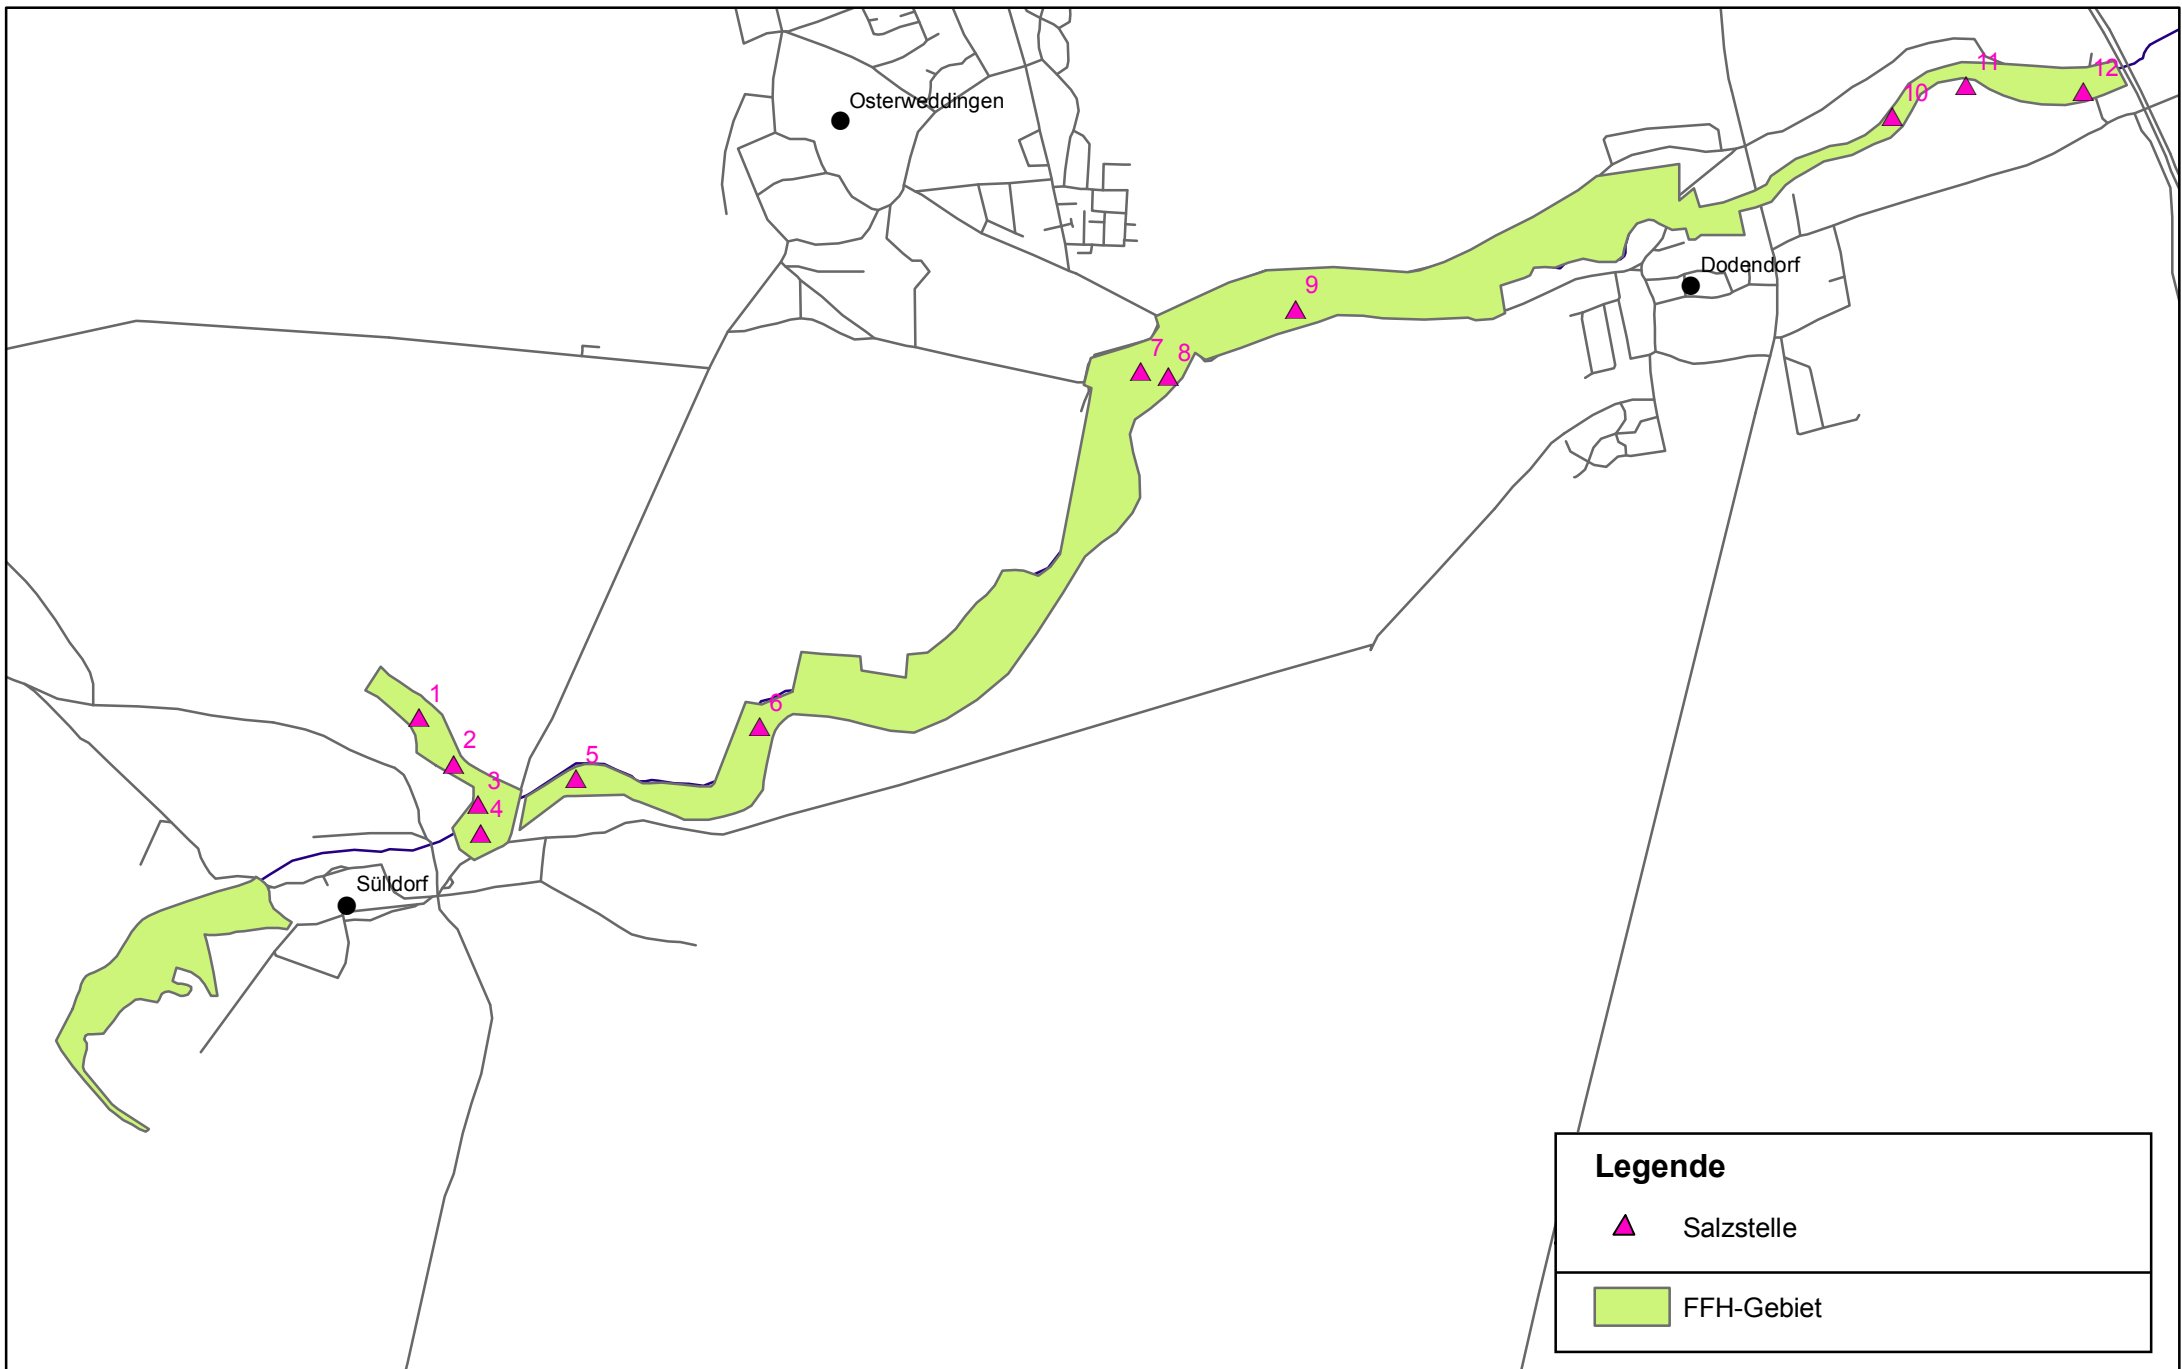 11
12
10
Osterweddingen
Dodendorf
9
7
8
1
6
2
5
3
4
Sülldorf
Legende
Salzstelle
FFH-Gebiet